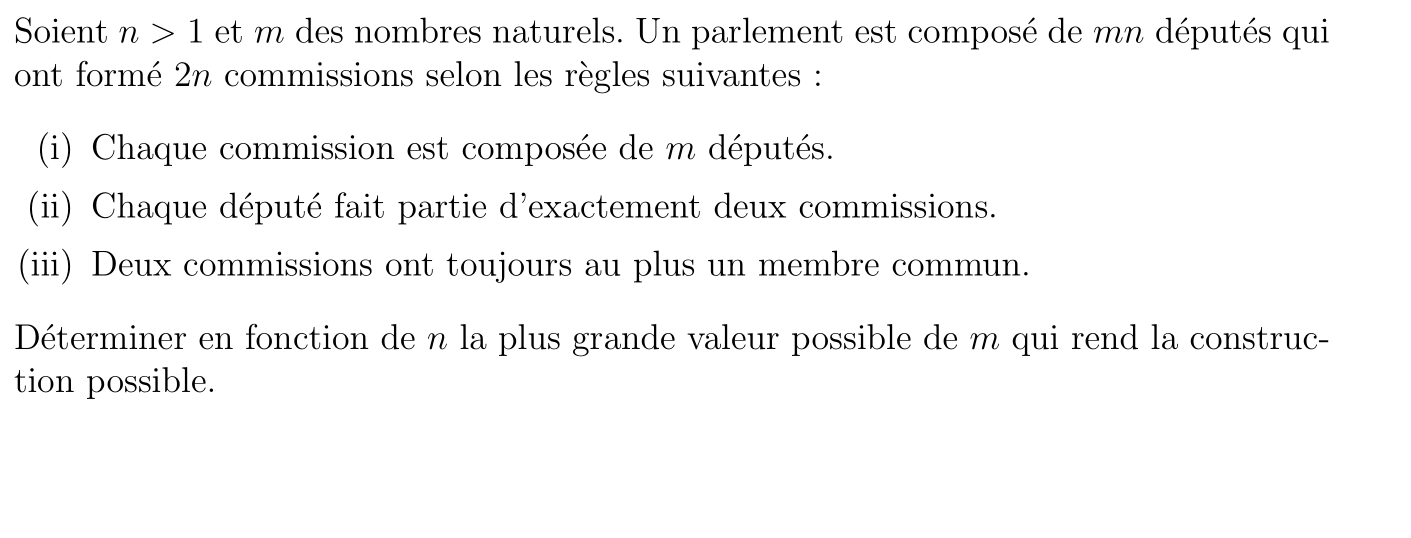 Soient n > 1 et m des nombres naturels. Un parlement est composé de mn députés qui
ont formé 2n commissions selon les règles suivantes :
(i) Chaque commission est composée de m députés.
(ii) Chaque député fait partie d'exactement deux commissions.
(iii) Deux commissions ont toujours au plus un membre commun.
Déterminer en fonction de n la plus grande valeur possible de m qui rend la construc-
tion possible.